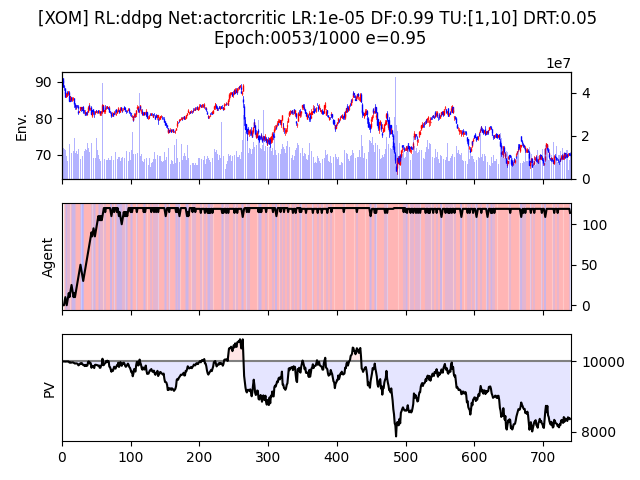 [XOM] RL:ddpg Net:actorcritic LR:1e-05 DF:0.99 TU:[1,10] DRT:0.05
Epoch:0053/1000 e=0.95
1e7
Env.
90
80
70
4
2
0
Agent
100
50
0
PV
10000
8000
0 100 200 300 400 500 600 700